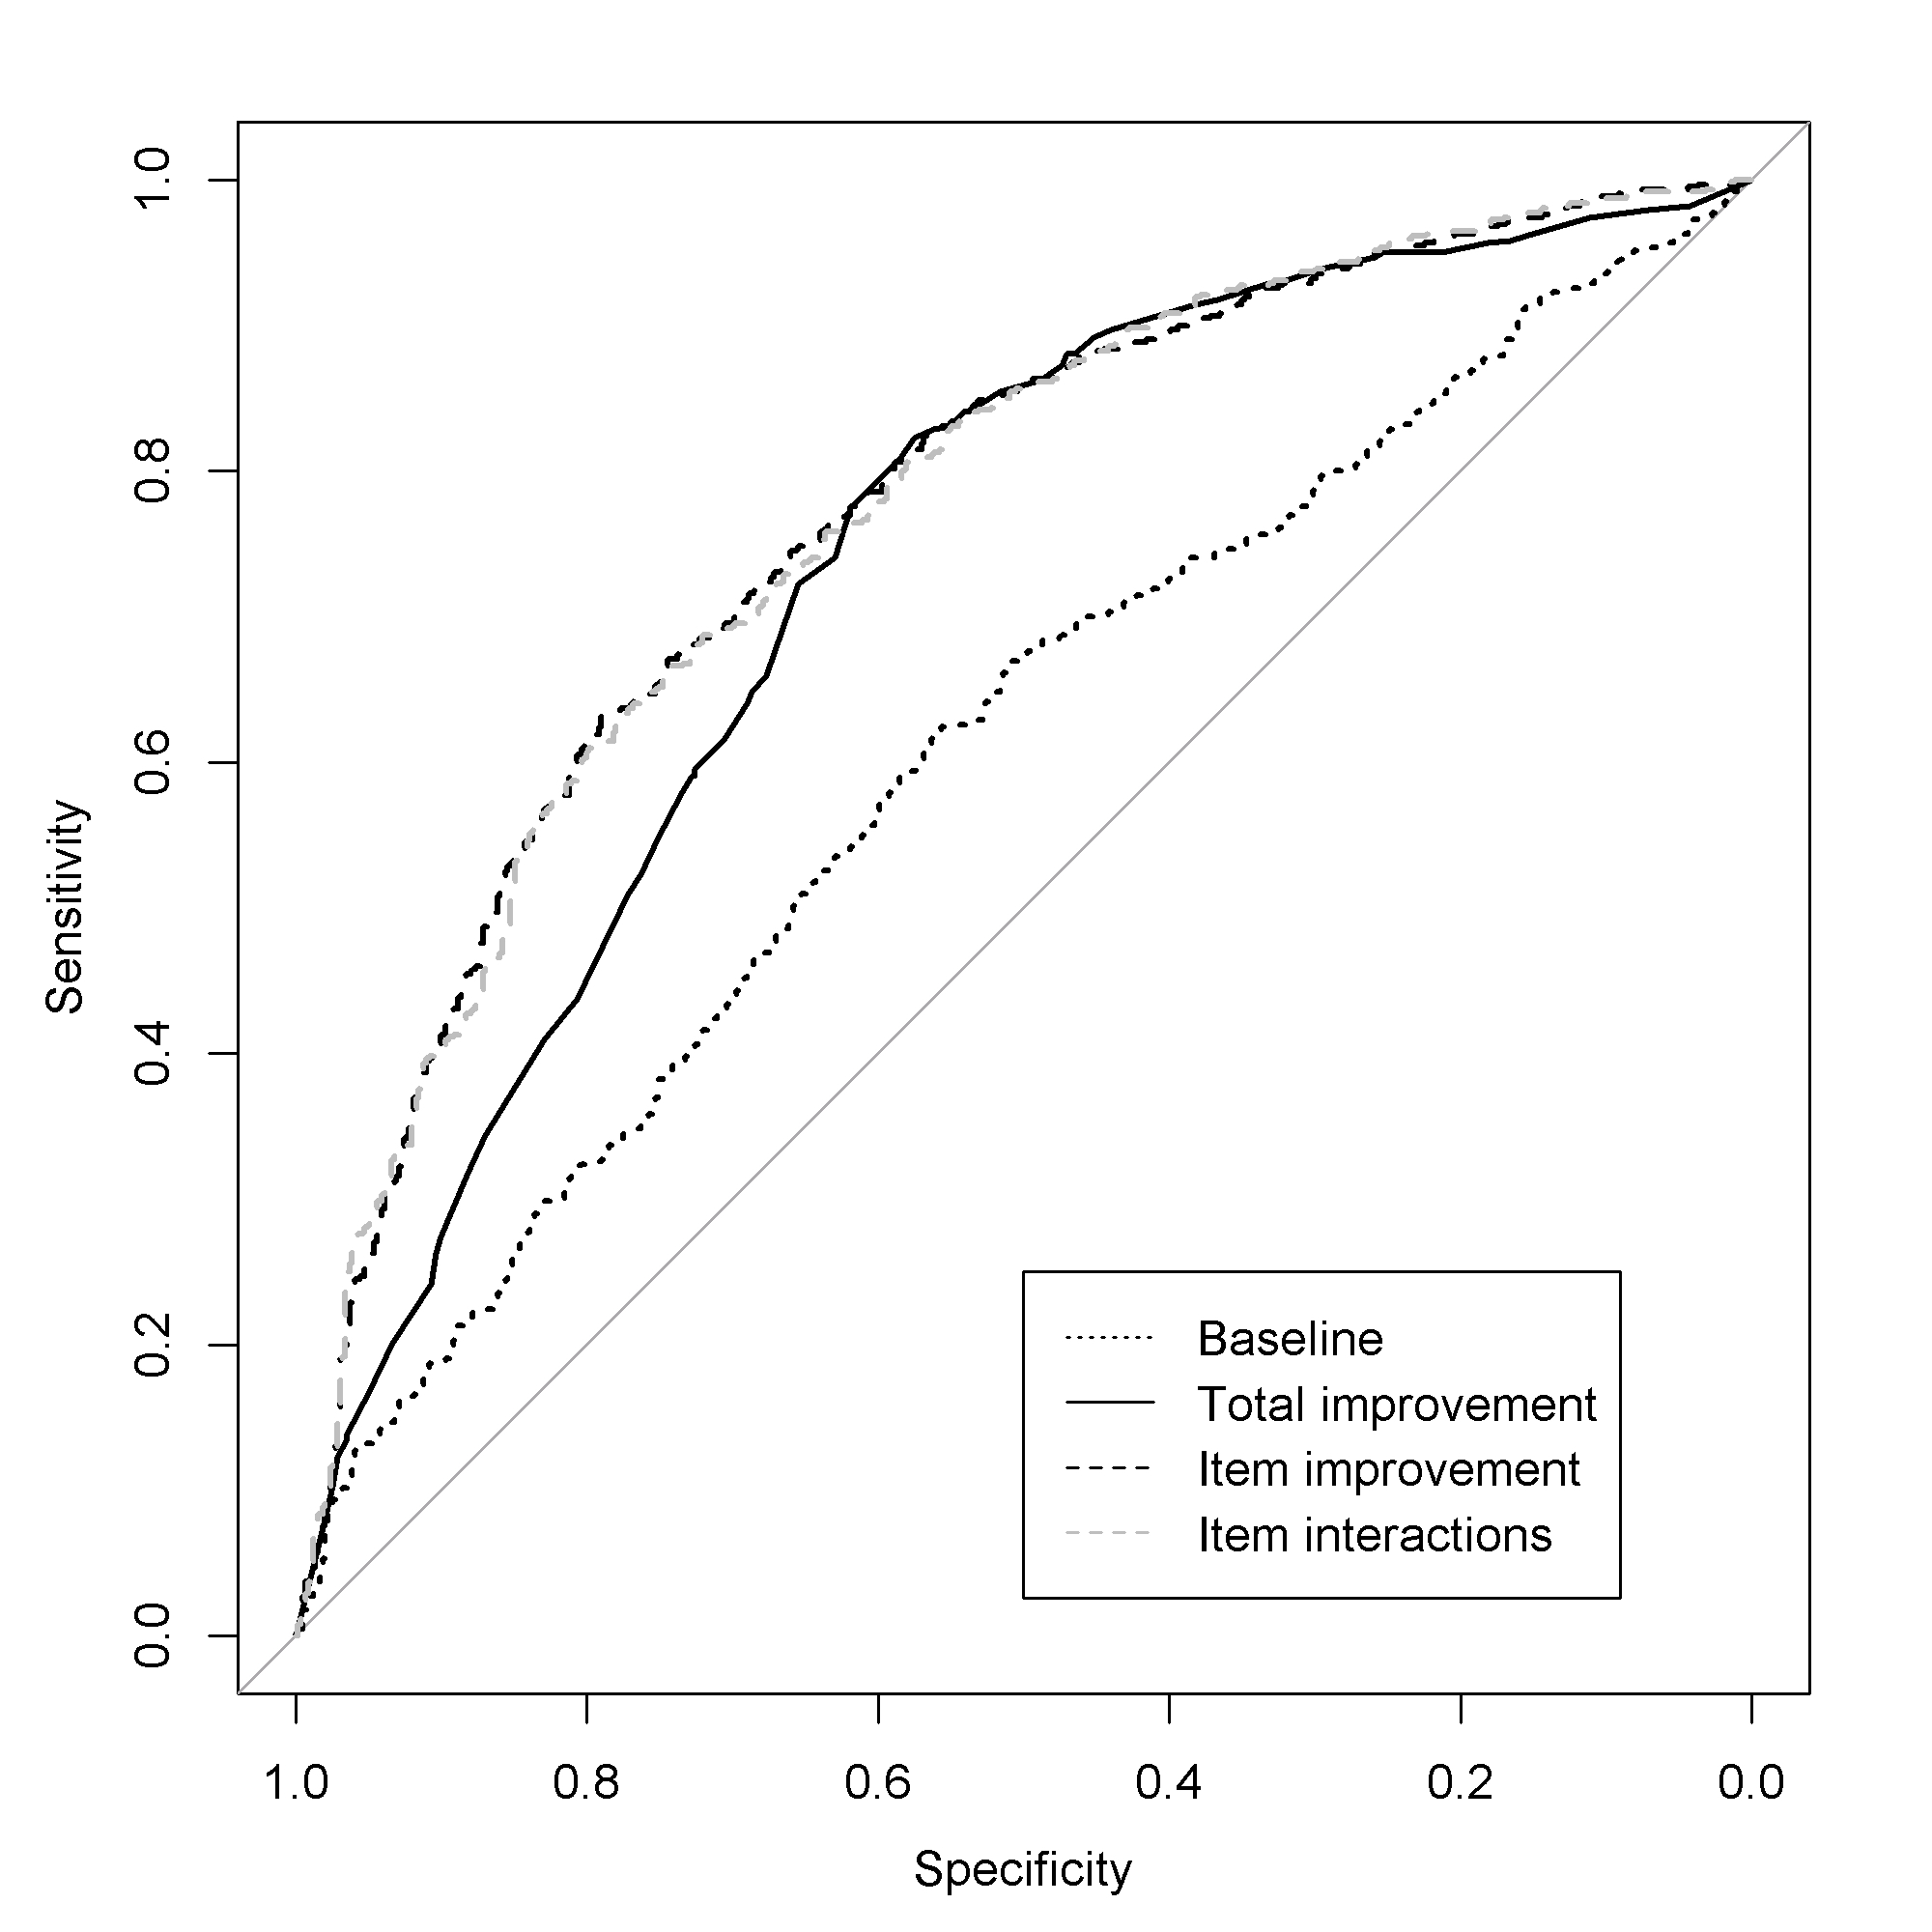 1.0
0.8
0.6
0.4
0.2
0.0
Sensitivity
Baseline
Total improvement
Item improvement
Item interactions
1.0 0.8 0.6 0.4 0.2 0.0
Specificity